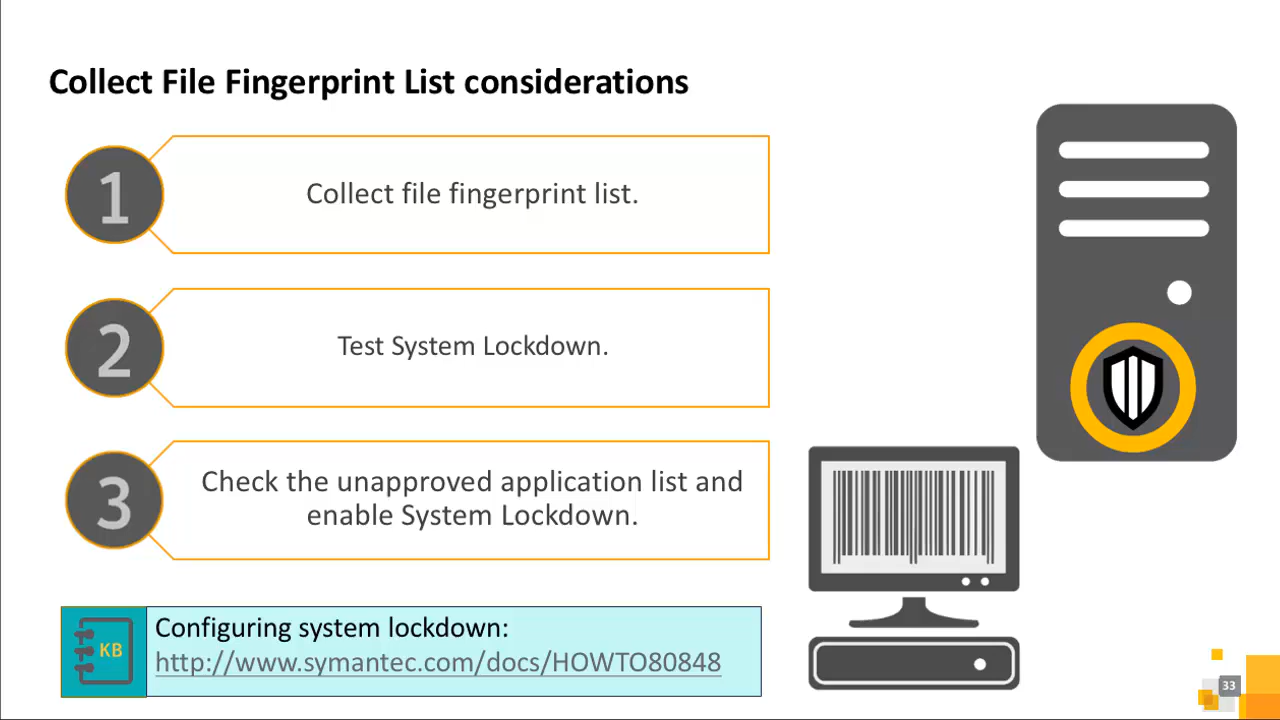 Collect File Fingerprint List considerations
1
Collect file fingerprint list.
2
Test System Lockdown.
3
Check the unapproved application list and
enable System Lockdown.
KB
Configuring system lockdown:
http://www.symantec.com/docs/HOWTO80848
33